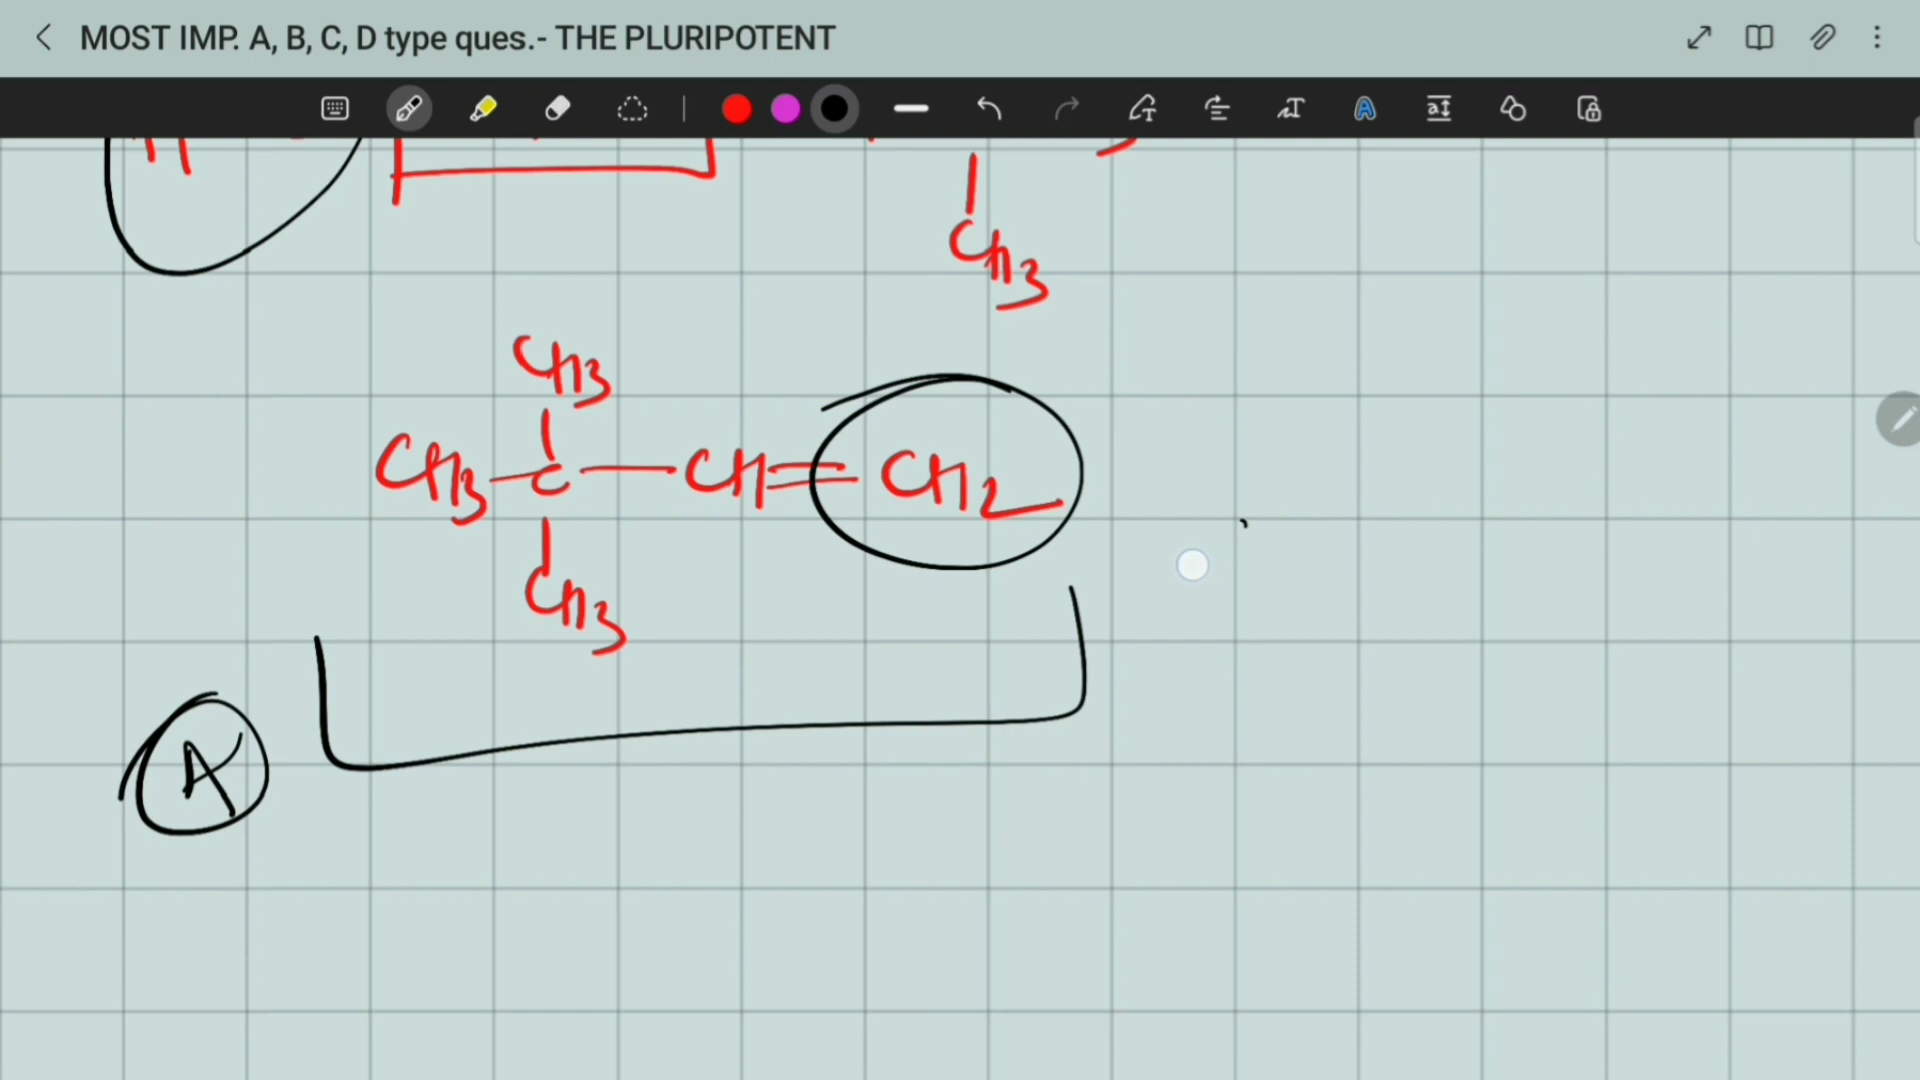 MOST IMP. A, B, C, D type ques.- THE PLURIPOTENT
CH3
CH3
CH3-C-CH=CH2
CH3
A